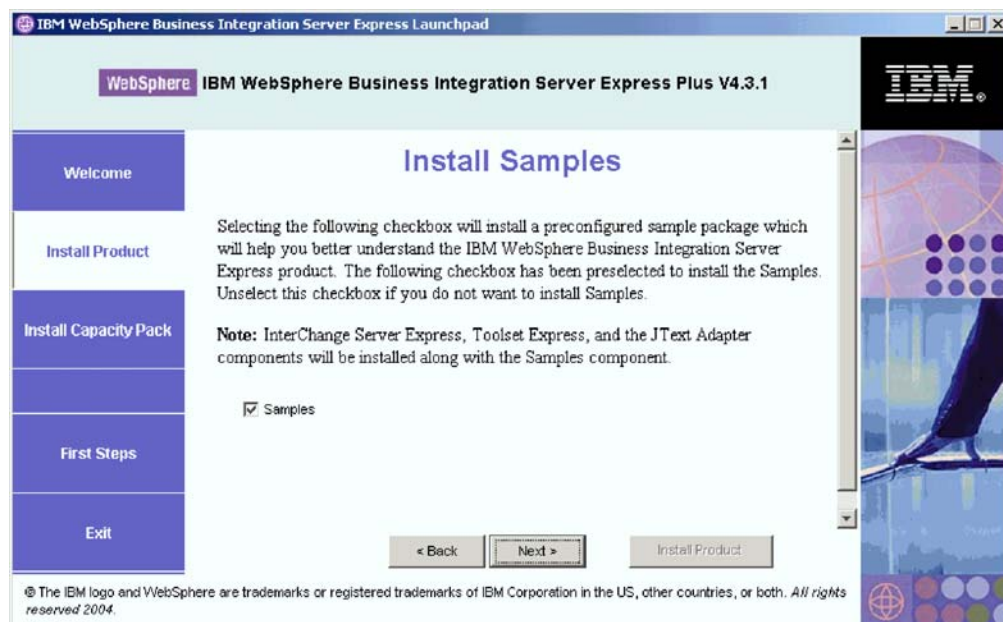 IBM WebSphere Business Integration Server Express Launchpad
WebSphere IBM WebSphere Business Integration Server Express Plus V4.3.1
IBM®
Welcome
Install Product
Install Capacity Pack
First Steps
Exit
Install Samples
Selecting the following checkbox will install a preconfigured sample package which
will help you better understand the IBM WebSphere Business Integration Server
Express product. The following checkbox has been preselected to install the Samples.
Unselect this checkbox if you do not want to install Samples.
Note: InterChange Server Express, Toolset Express, and the JText Adapter
components will be installed along with the Samples component.
Samples
< Back
Next >
Install Product
® The IBM logo and WebSphere are trademarks or registered trademarks of IBM Corporation in the US, other countries, or both. All rights
reserved 2004.